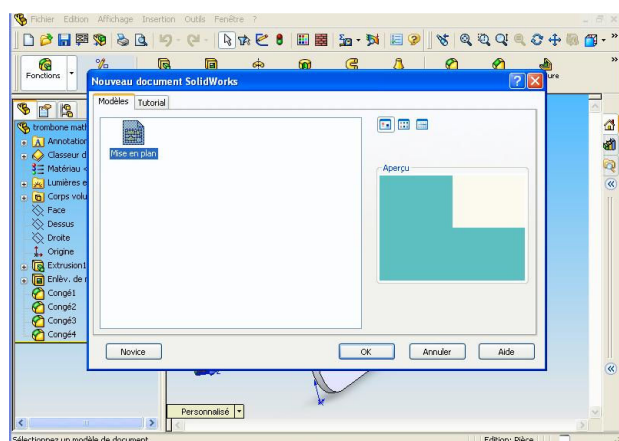 Fichier Edition Affichage Insertion Outils Fenêtre ?
Fonctions
Nouveau document SolidWorks
Modèles Tutorial
Mise en plan
Aperçu
Novice OK Annuler Aide
trombone
Annotation
Classeur d
Matériau
Lumières e
Corps volu
Face
Dessus
Droite
Origine
Extrusion1
Enlèv. de
Congé1
Congé2
Congé3
Congé4
Personnalisé
Sélectionnez un modèle de document
Edition: Pièce